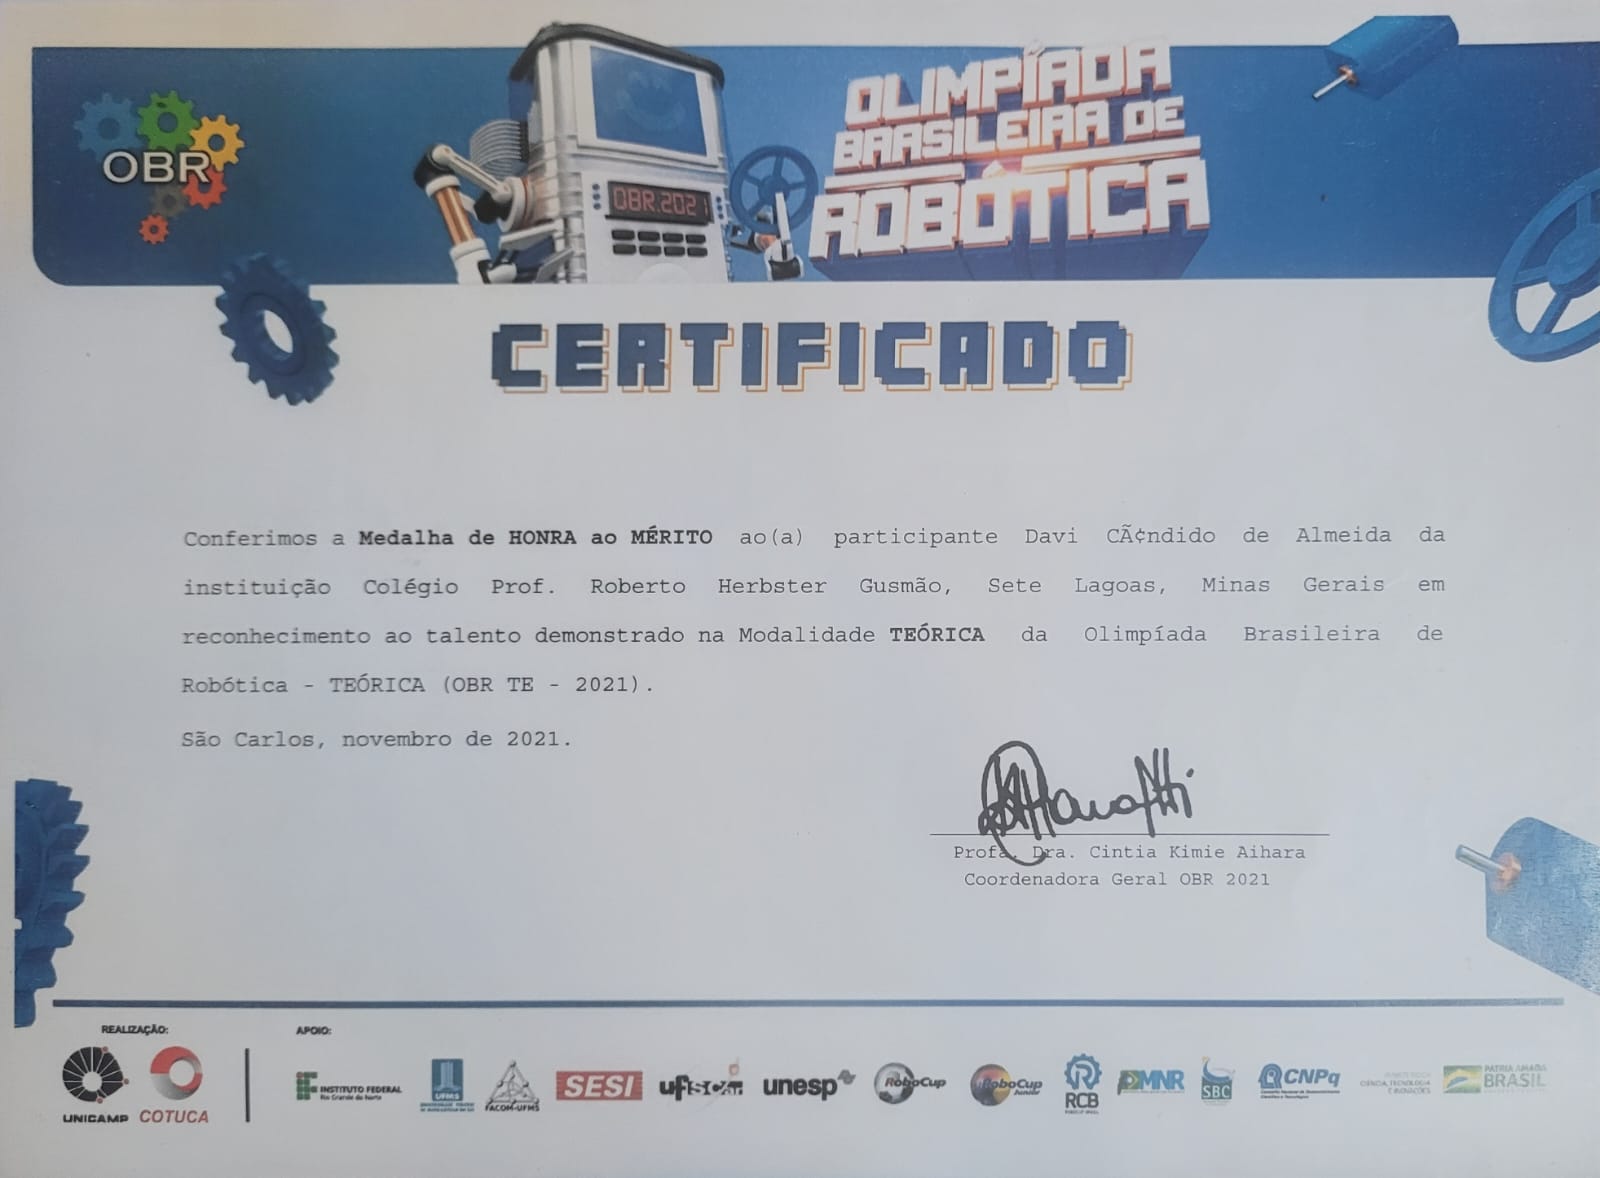 OBR
OBR.2021
OLIMPÍADA
BRASILEIRA DE
ROBÓTICA
CERTIFICADO
Conferimos a Medalha de HONRA ao MÉRITO ao(a) participante Davi CÃ¢ndido de Almeida da
instituição Colégio Prof. Roberto Herbster Gusmão, Sete Lagoas, Minas Gerais em
reconhecimento ao talento demonstrado na Modalidade TEÓRICA da Olimpíada Brasileira de
Robótica - TEÓRICA (OBR TE - 2021).
São Carlos, novembro de 2021.
Profa. Dra. Cintia Kimie Aihara
Coordenadora Geral OBR 2021
REALIZAÇÃO:
APOIO:
UNICAMP
COTUCA
INSTITUTO FEDERAL
Rio Grande do Norte
UFMS
FACOM-UFMS
SESI
ufscar
unesp
RoboCup
RoboCup
Junior
RCB
MNR
SBC
CNPq
CIÊNCIA, TECNOLOGIA
E INOVAÇÕES
PÁTRIA AMADA
BRASIL